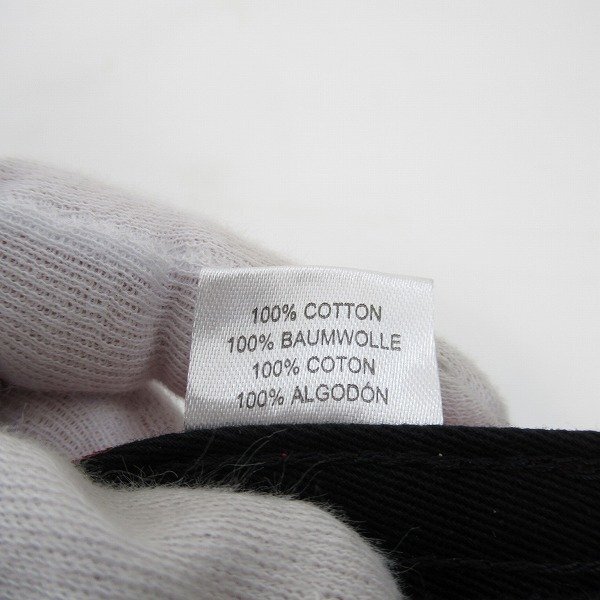 100% COTTON
100% BAUMWOLLE
100% COTON
100% ALGODÓN